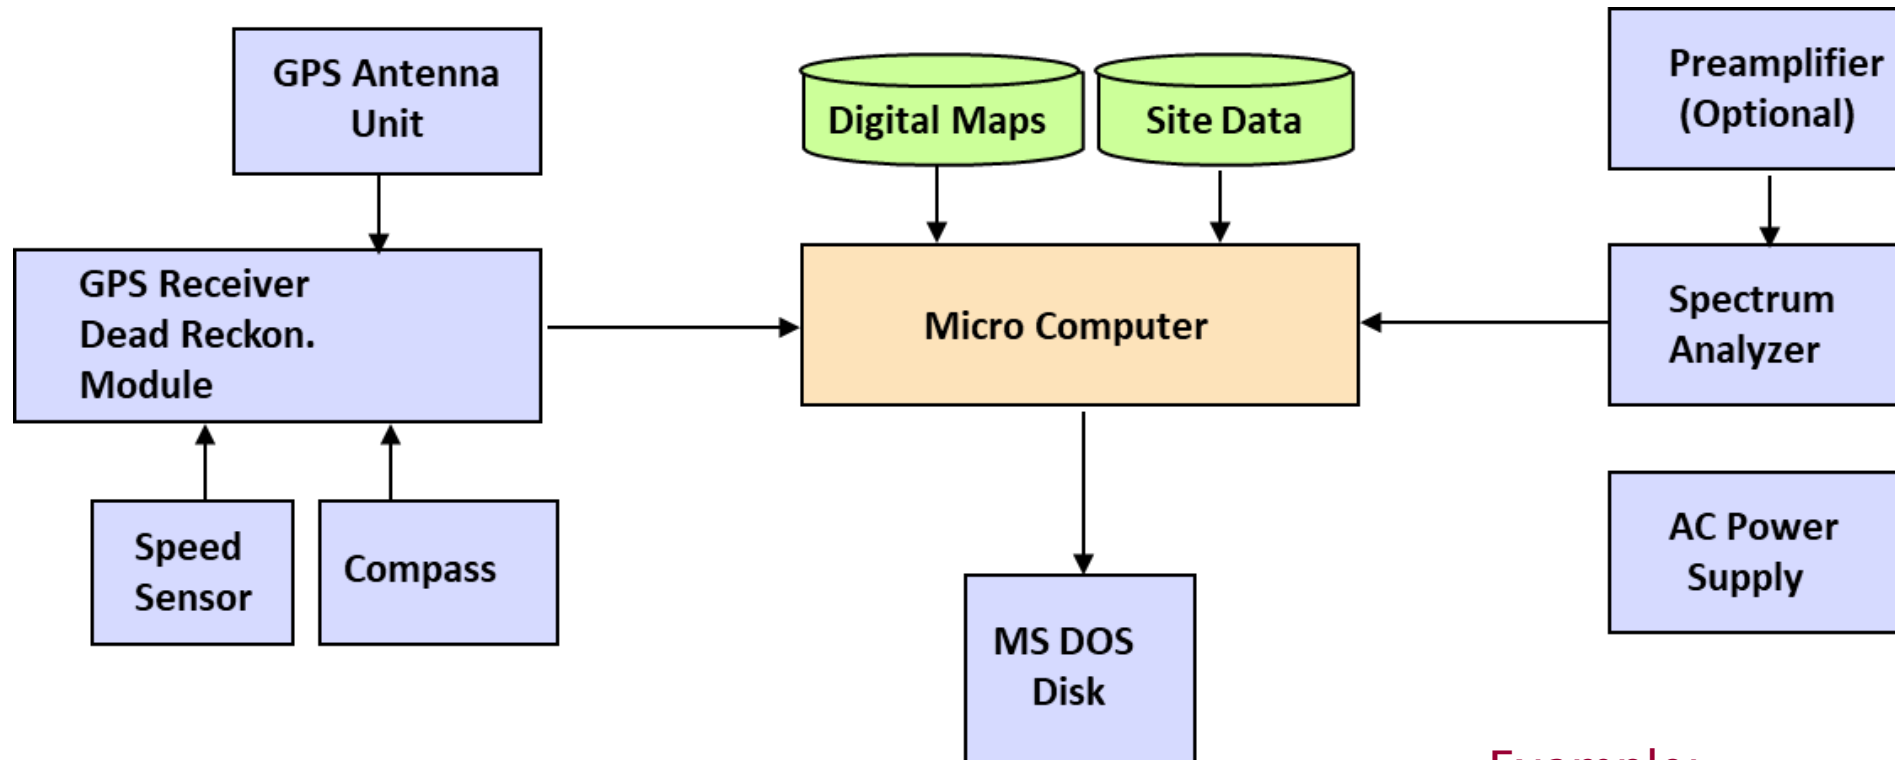 GPS Antenna
Unit
Digital Maps
Site Data
Preamplifier
(Optional)
GPS Receiver
Dead Reckon.
Module
Micro Computer
Spectrum
Analyzer
Speed
Sensor
Compass
AC Power
Supply
MS DOS
Disk